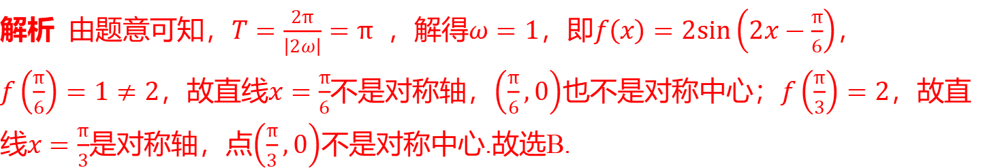 解析 由题意可知，$T = \frac{2\pi}{|2\omega|} = \pi$ ，解得$\omega = 1$，即$f(x) = 2\sin\left(2x - \frac{\pi}{6}\right)$，
$f\left(\frac{\pi}{6}\right) = 1 \neq 2$，故直线$x = \frac{\pi}{6}$不是对称轴，$\left(\frac{\pi}{6}, 0\right)$也不是对称中心；$f\left(\frac{\pi}{3}\right) = 2$，故直
线$x = \frac{\pi}{3}$是对称轴，点$\left(\frac{\pi}{3}, 0\right)$不是对称中心.故选B.